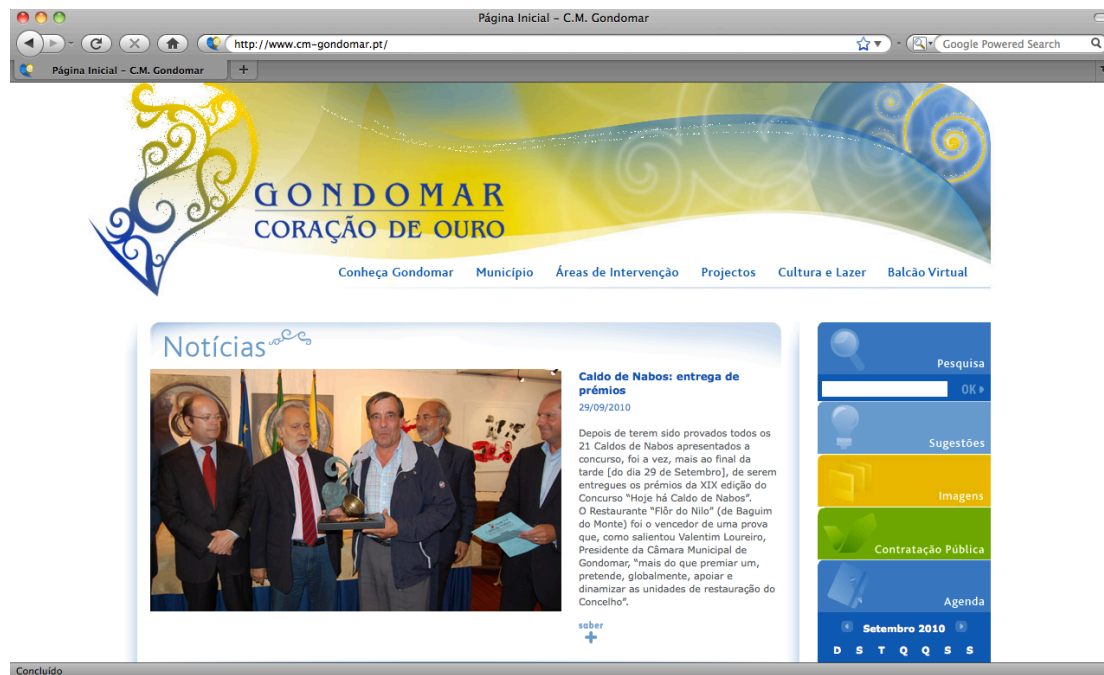 Página Inicial – C.M. Gondomar
http://www.cm-gondomar.pt/
Google Powered Search
Página Inicial – C.M. Gondomar
GONDOMAR
CORAÇÃO DE OURO
Conheça Gondomar Município Áreas de Intervenção Projectos Cultura e Lazer Balcão Virtual
Notícias
Caldo de Nabos: entrega de
prémios
29/09/2010
Depois de terem sido provados todos os
21 Caldos de Nabos apresentados a
concurso, foi a vez, mais ao final da
tarde [do dia 29 de Setembro], de serem
entregues os prémios da XIX edição do
Concurso “Hoje há Caldo de Nabos”.
O Restaurante “Flôr do Nilo” (de Baguim
do Monte) foi o vencedor de uma prova
que, como salientou Valentim Loureiro,
Presidente da Câmara Municipal de
Gondomar, “mais do que premiar um,
pretende, globalmente, apoiar e
dinamizar as unidades de restauração do
Concelho”.
saber
+
Pesquisa
OK
Sugestões
Imagens
Contratação Pública
Agenda
Setembro 2010
D S T Q Q S S
Concluído